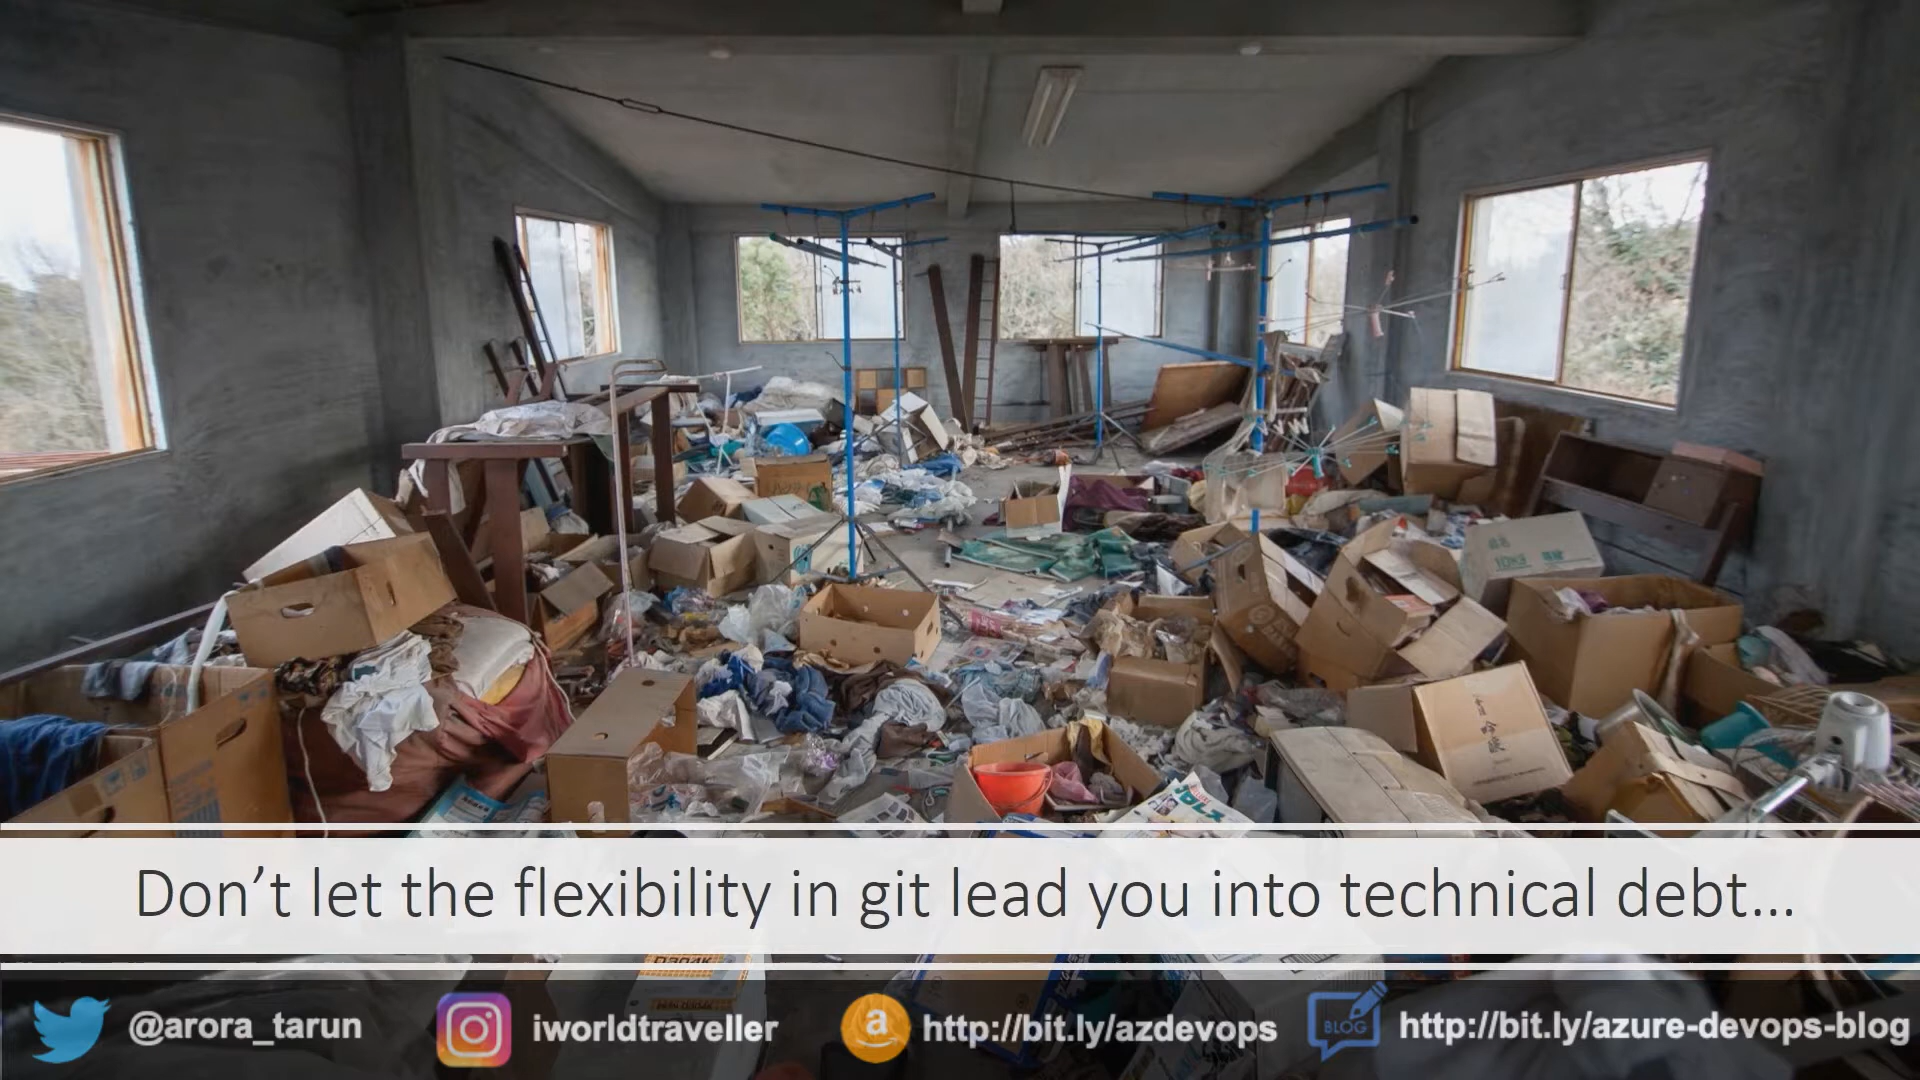 Don't let the flexibility in git lead you into technical debt...
@arora_tarun
iworldtraveller
http://bit.ly/azdevops
BLOG
http://bit.ly/azure-devops-blog